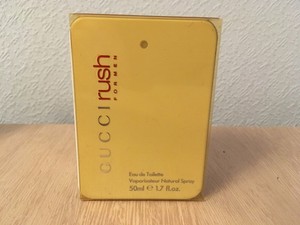 GUCCI rush
FOR MEN
Eau de Toilette
Vaporisateur Natural Spray
50ml ℮ 1.7 fl.oz.